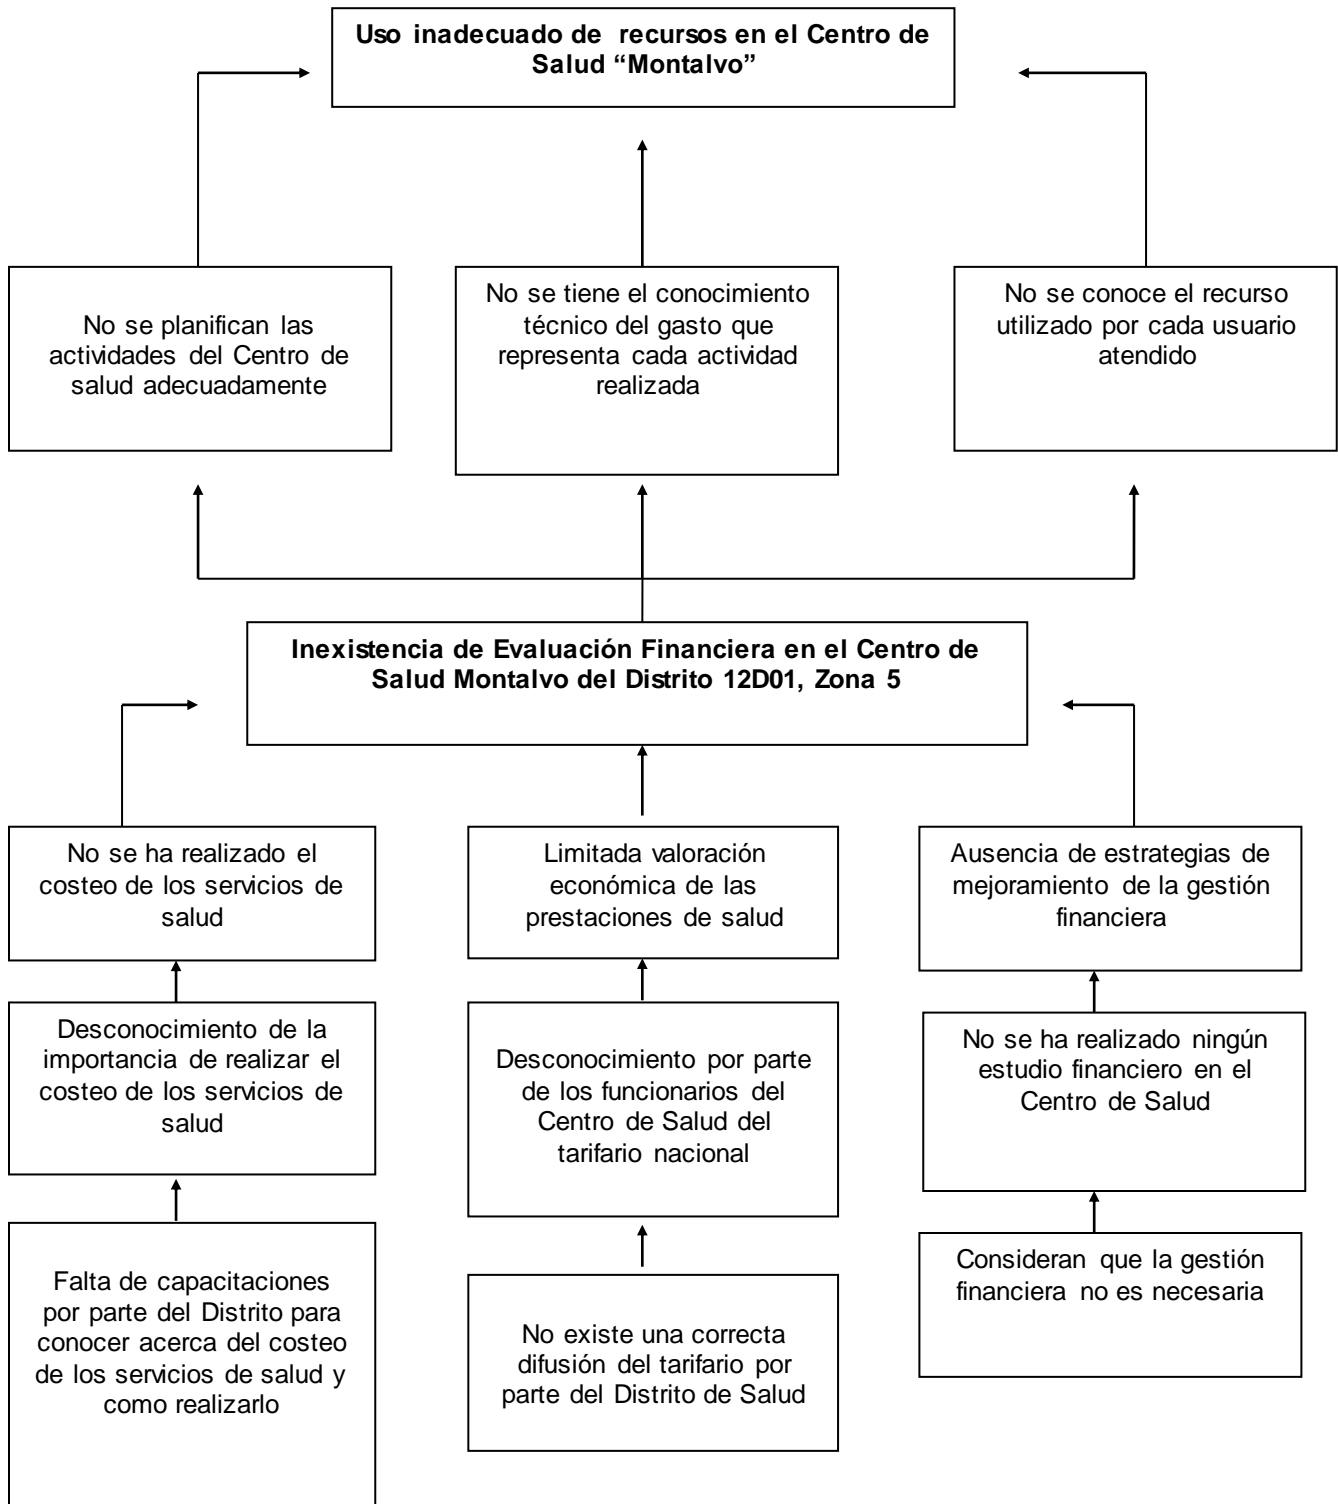 Uso inadecuado de recursos en el Centro de
Salud “Montalvo”
No se planifican las
actividades del Centro de
salud adecuadamente
No se tiene el conocimiento
técnico del gasto que
representa cada actividad
realizada
No se conoce el recurso
utilizado por cada usuario
atendido
Inexistencia de Evaluación Financiera en el Centro de
Salud Montalvo del Distrito 12D01, Zona 5
No se ha realizado el
costeo de los servicios de
salud
Limitada valoración
económica de las
prestaciones de salud
Ausencia de estrategias de
mejoramiento de la gestión
financiera
Desconocimiento de la
importancia de realizar el
costeo de los servicios de
salud
Desconocimiento por parte
de los funcionarios del
Centro de Salud del
tarifario nacional
No se ha realizado ningún
estudio financiero en el
Centro de Salud
Falta de capacitaciones
por parte del Distrito para
conocer acerca del costeo
de los servicios de salud y
como realizarlo
No existe una correcta
difusión del tarifario por
parte del Distrito de Salud
Consideran que la gestión
financiera no es necesaria